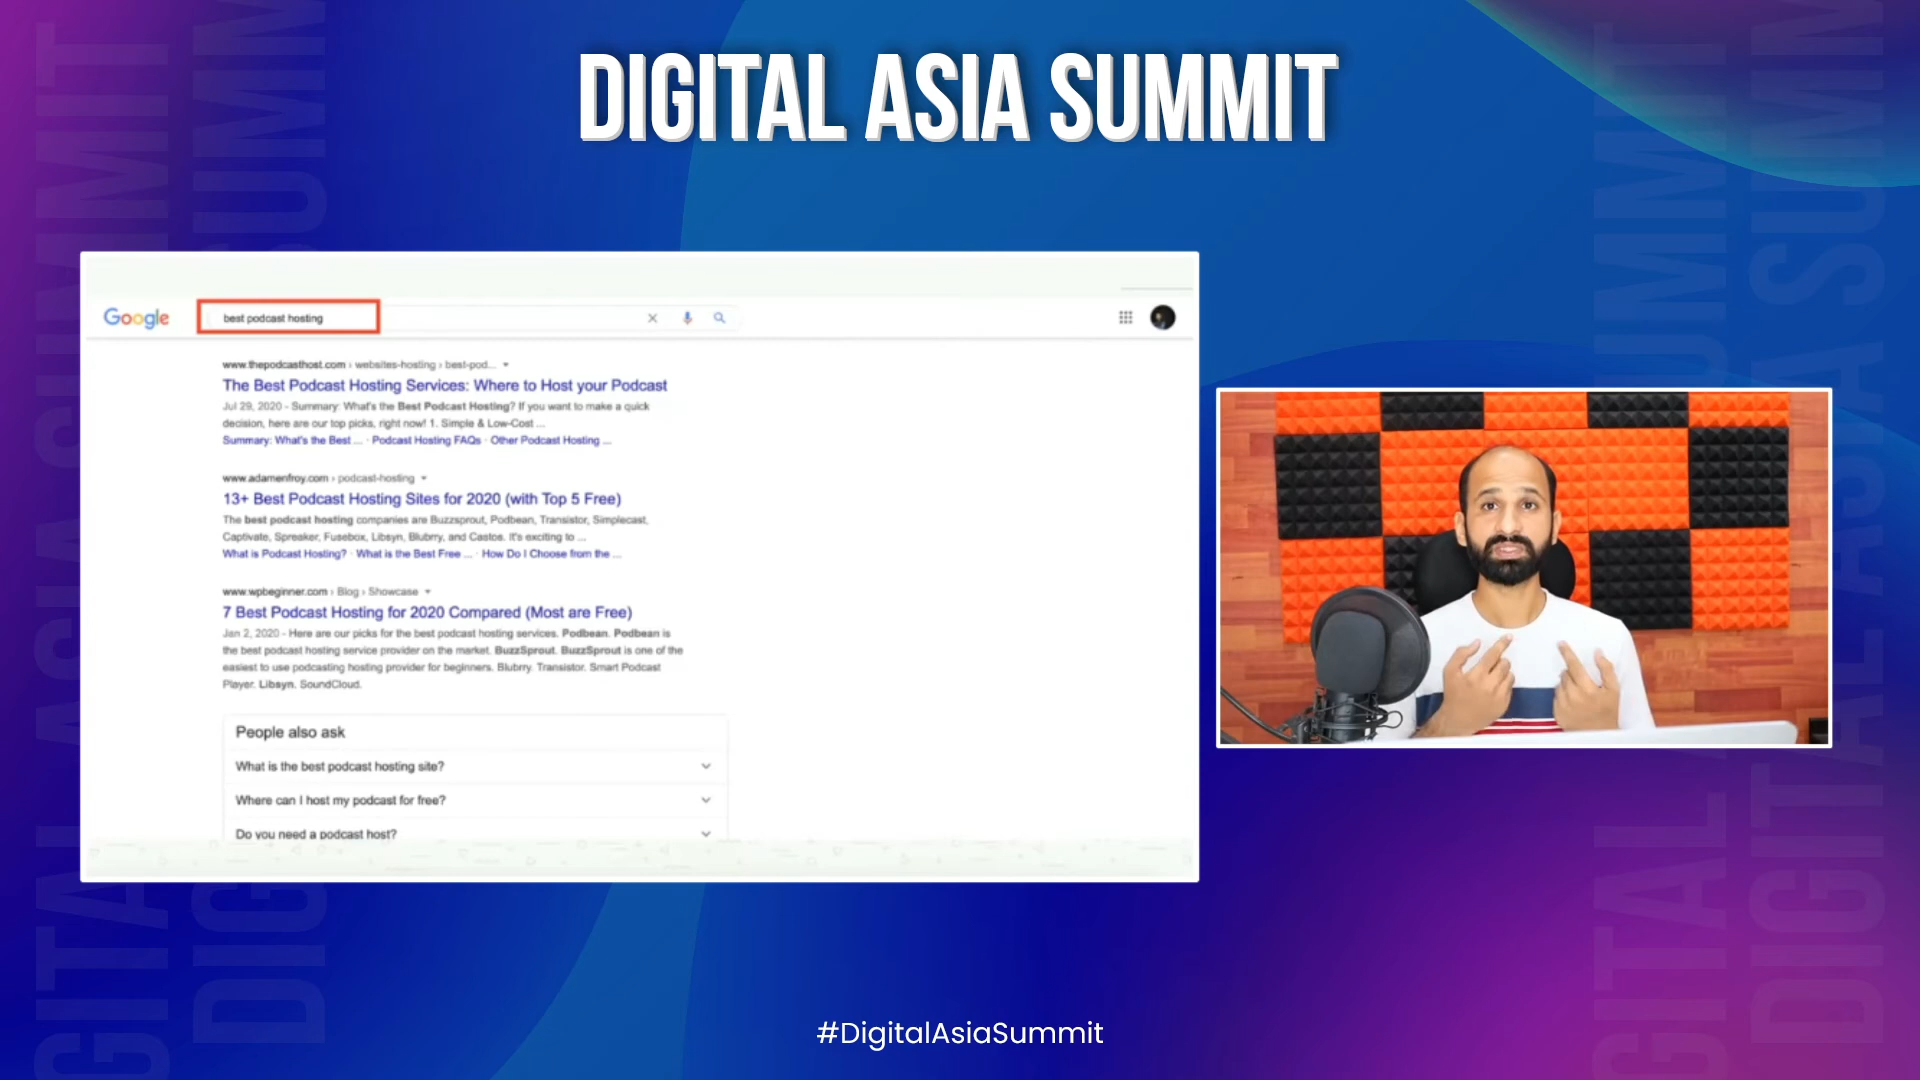 DIGITAL ASIA SUMMIT
Google
best podcast hosting
www.thepodcasthost.com › websites-hosting › best-pod...
The Best Podcast Hosting Services: Where to Host your Podcast
Jul 29, 2020 - Summary: What's the Best Podcast Hosting? If you want to make a quick
decision, here are our top picks, right now! 1. Simple & Low-Cost ...
Summary: What's the Best ... · Podcast Hosting FAQs · Other Podcast Hosting ...
www.adamenfroy.com › podcast-hosting
13+ Best Podcast Hosting Sites for 2020 (with Top 5 Free)
The best podcast hosting companies are Buzzsprout, Podbean, Transistor, Simplecast,
Captivate, Spreaker, Fusebox, Libsyn, Blubrry, and Castos. It's exciting to ...
What is Podcast Hosting? · What is the Best Free ... · How Do I Choose from the ...
www.wpbeginner.com › Blog › Showcase
7 Best Podcast Hosting for 2020 Compared (Most are Free)
Jan 2, 2020 - Here are our picks for the best podcast hosting services. Podbean. Podbean is
the best podcast hosting service provider on the market. BuzzSprout. BuzzSprout is one of the
easiest to use podcasting hosting provider for beginners. Blubrry. Transistor. Smart Podcast
Player. Libsyn. SoundCloud.
People also ask
What is the best podcast hosting site?
Where can I host my podcast for free?
Do you need a podcast host?
#DigitalAsiaSummit